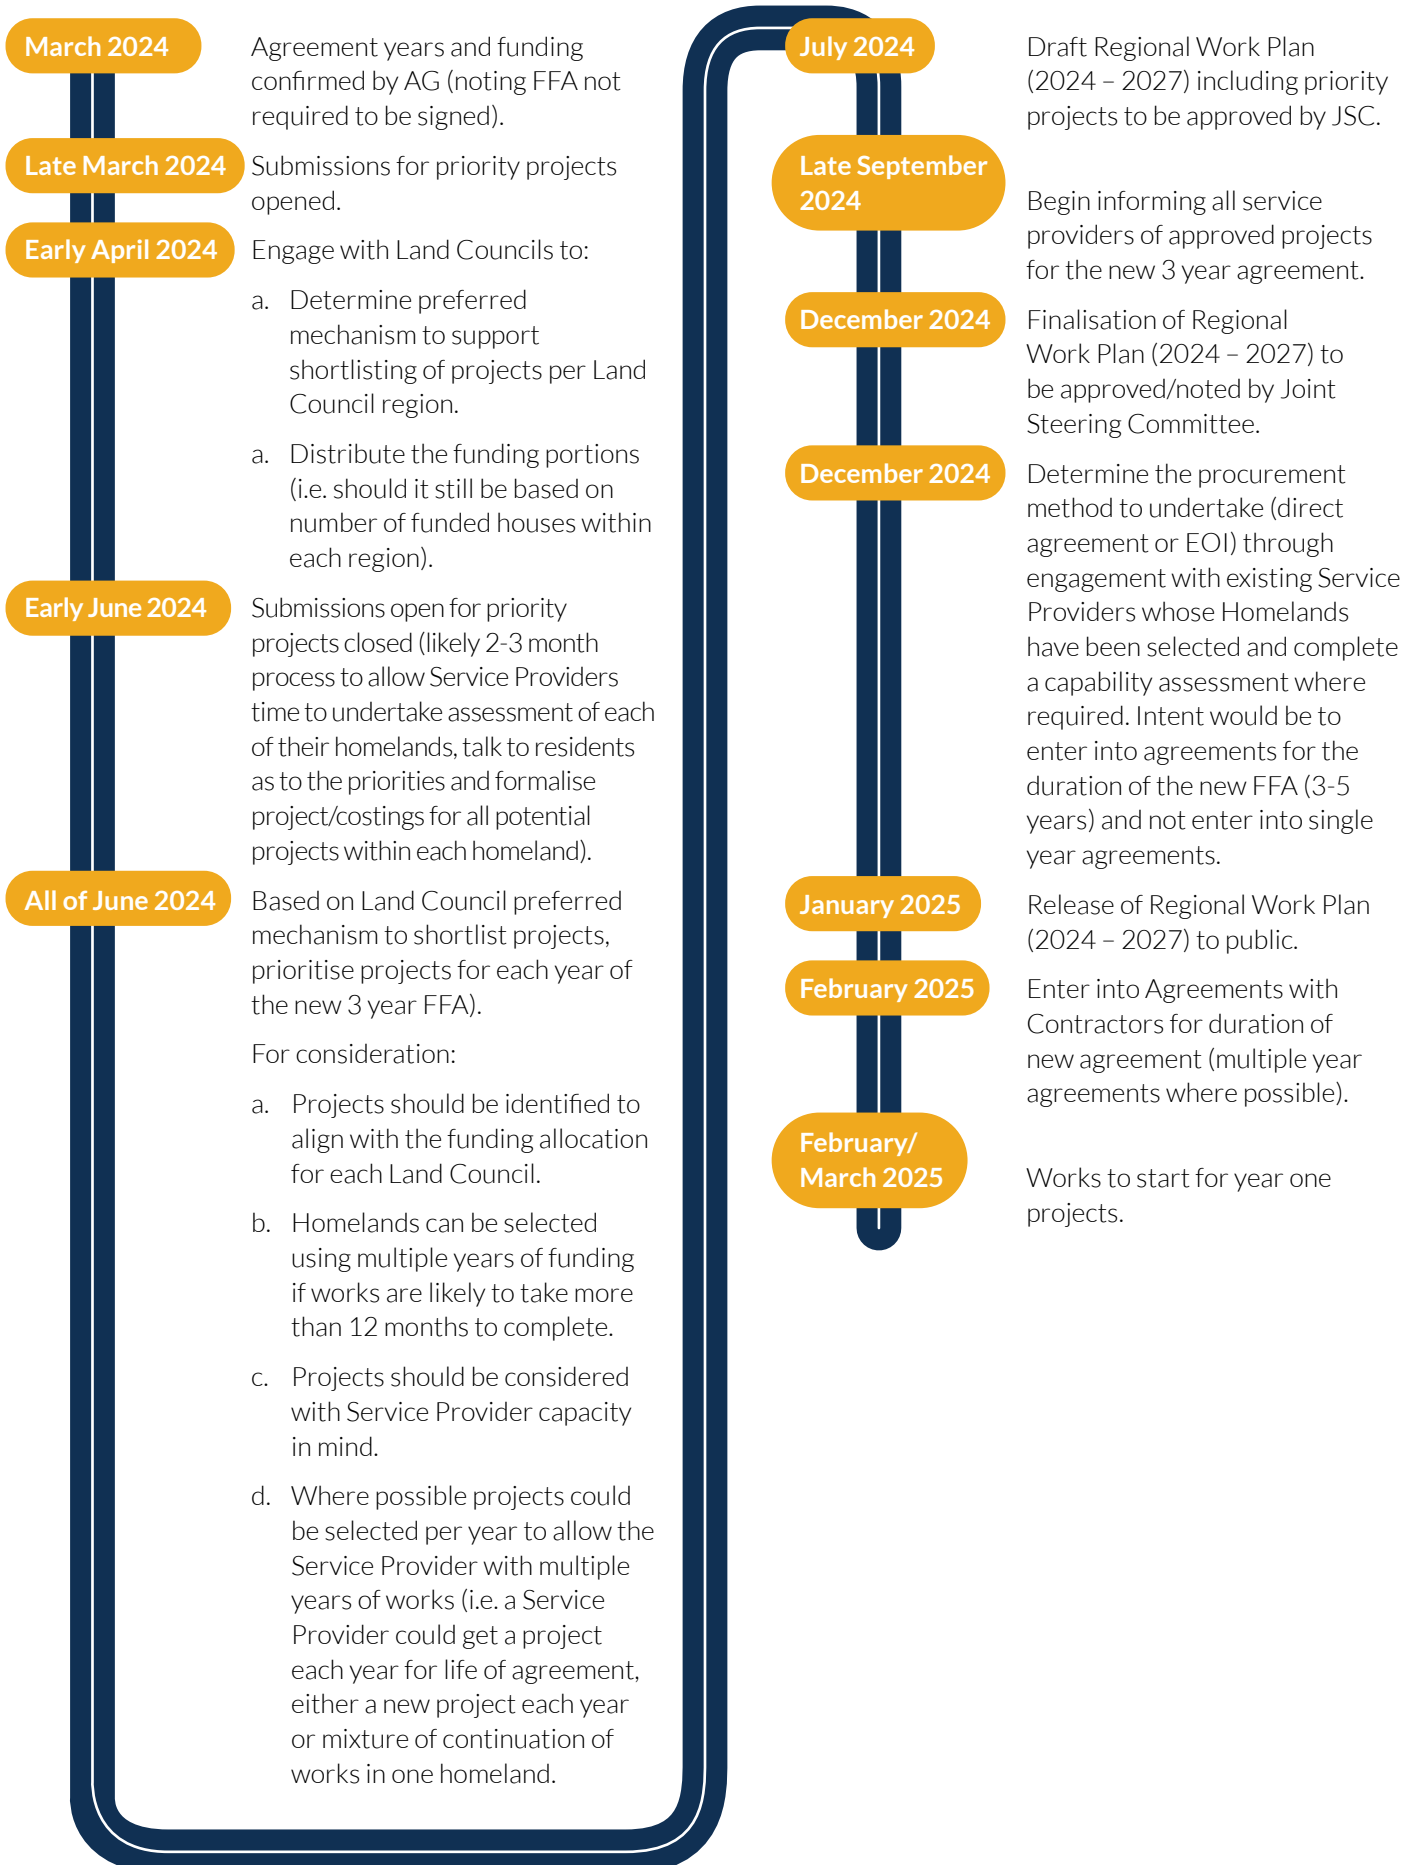 March 2024
Agreement years and funding
confirmed by AG (noting FFA not
required to be signed).
Late March 2024
Submissions for priority projects
opened.
Early April 2024
Engage with Land Councils to:
a. Determine preferred
mechanism to support
shortlisting of projects per Land
Council region.
a. Distribute the funding portions
(i.e. should it still be based on
number of funded houses within
each region).
Early June 2024
Submissions open for priority
projects closed (likely 2-3 month
process to allow Service Providers
time to undertake assessment of each
of their homelands, talk to residents
as to the priorities and formalise
project/costings for all potential
projects within each homeland).
All of June 2024
Based on Land Council preferred
mechanism to shortlist projects,
prioritise projects for each year of
the new 3 year FFA).
For consideration:
a. Projects should be identified to
align with the funding allocation
for each Land Council.
b. Homelands can be selected
using multiple years of funding
if works are likely to take more
than 12 months to complete.
c. Projects should be considered
with Service Provider capacity
in mind.
d. Where possible projects could
be selected per year to allow the
Service Provider with multiple
years of works (i.e. a Service
Provider could get a project
each year for life of agreement,
either a new project each year
or mixture of continuation of
works in one homeland.
July 2024
Draft Regional Work Plan
(2024 – 2027) including priority
projects to be approved by JSC.
Late September
2024
Begin informing all service
providers of approved projects
for the new 3 year agreement.
December 2024
Finalisation of Regional
Work Plan (2024 – 2027) to
be approved/noted by Joint
Steering Committee.
December 2024
Determine the procurement
method to undertake (direct
agreement or EOI) through
engagement with existing Service
Providers whose Homelands
have been selected and complete
a capability assessment where
required. Intent would be to
enter into agreements for the
duration of the new FFA (3-5
years) and not enter into single
year agreements.
January 2025
Release of Regional Work Plan
(2024 – 2027) to public.
February 2025
Enter into Agreements with
Contractors for duration of
new agreement (multiple year
agreements where possible).
February/
March 2025
Works to start for year one
projects.